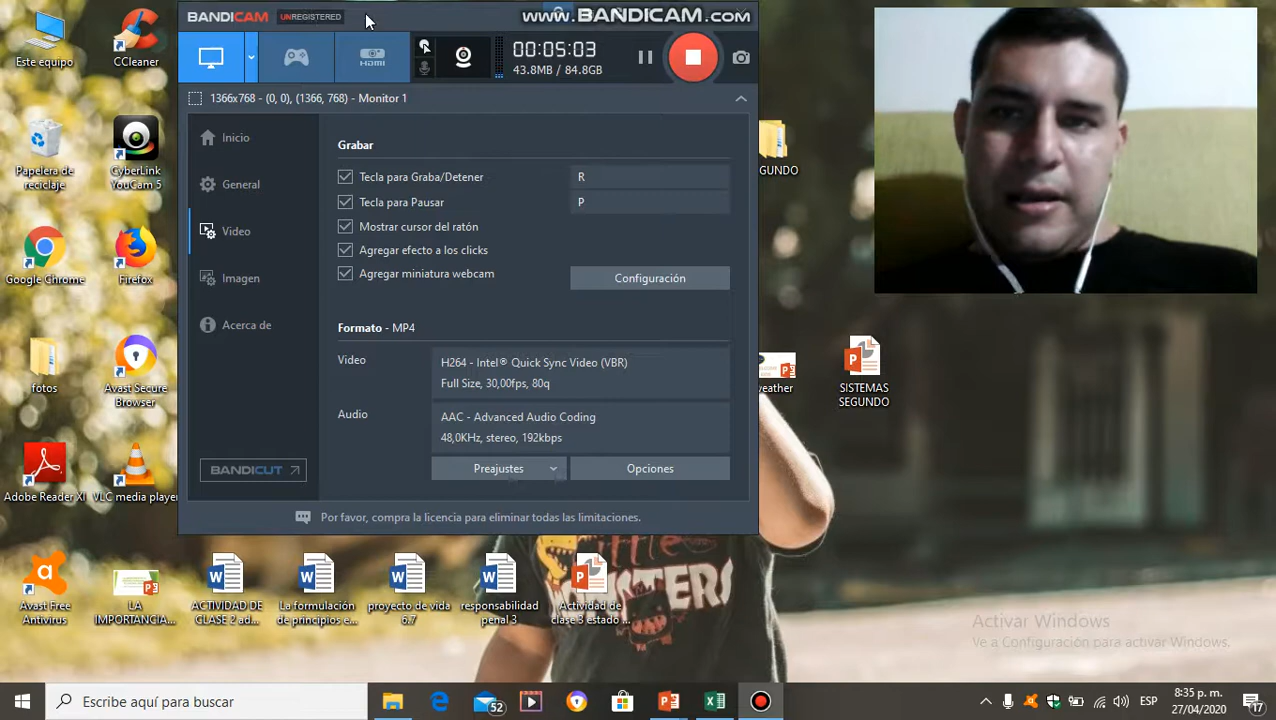 BANDICAM UNREGISTERED
www.BANDICAM.com
HDMI
00:05:03
43.8MB / 84.8GB
1366x768 - (0, 0), (1366, 768) - Monitor 1
Inicio
General
Video
Imagen
Acerca de
BANDICUT
Grabar
Tecla para Graba/Detener R
Tecla para Pausar P
Mostrar cursor del ratón
Agregar efecto a los clicks
Agregar miniatura webcam
Configuración
Formato - MP4
Video
H264 - Intel® Quick Sync Video (VBR)
Full Size, 30,00fps, 80q
Audio
AAC - Advanced Audio Coding
48,0KHz, stereo, 192kbps
Preajustes
Opciones
Por favor, compra la licencia para eliminar todas las limitaciones.
Este equipo
CCleaner
Papelera de
reciclaje
CyberLink
YouCam 5
Google Chrome
Firefox
fotos
Avast Secure
Browser
Adobe Reader XI
VLC media player
Avast Free
Antivirus
LA
IMPORTANCIA...
ACTIVIDAD DE
CLASE 2 ad...
La formulación
de principios e...
proyecto de vida
6.7
responsabilidad
penal 3
Actividad de
clase 3 estado ...
GUNDO
weather
SISTEMAS
SEGUNDO
MONSTERS
Activar Windows
Ve a Configuración para activar Windows.
Escribe aquí para buscar
52
ESP
8:35 p. m.
27/04/2020
17